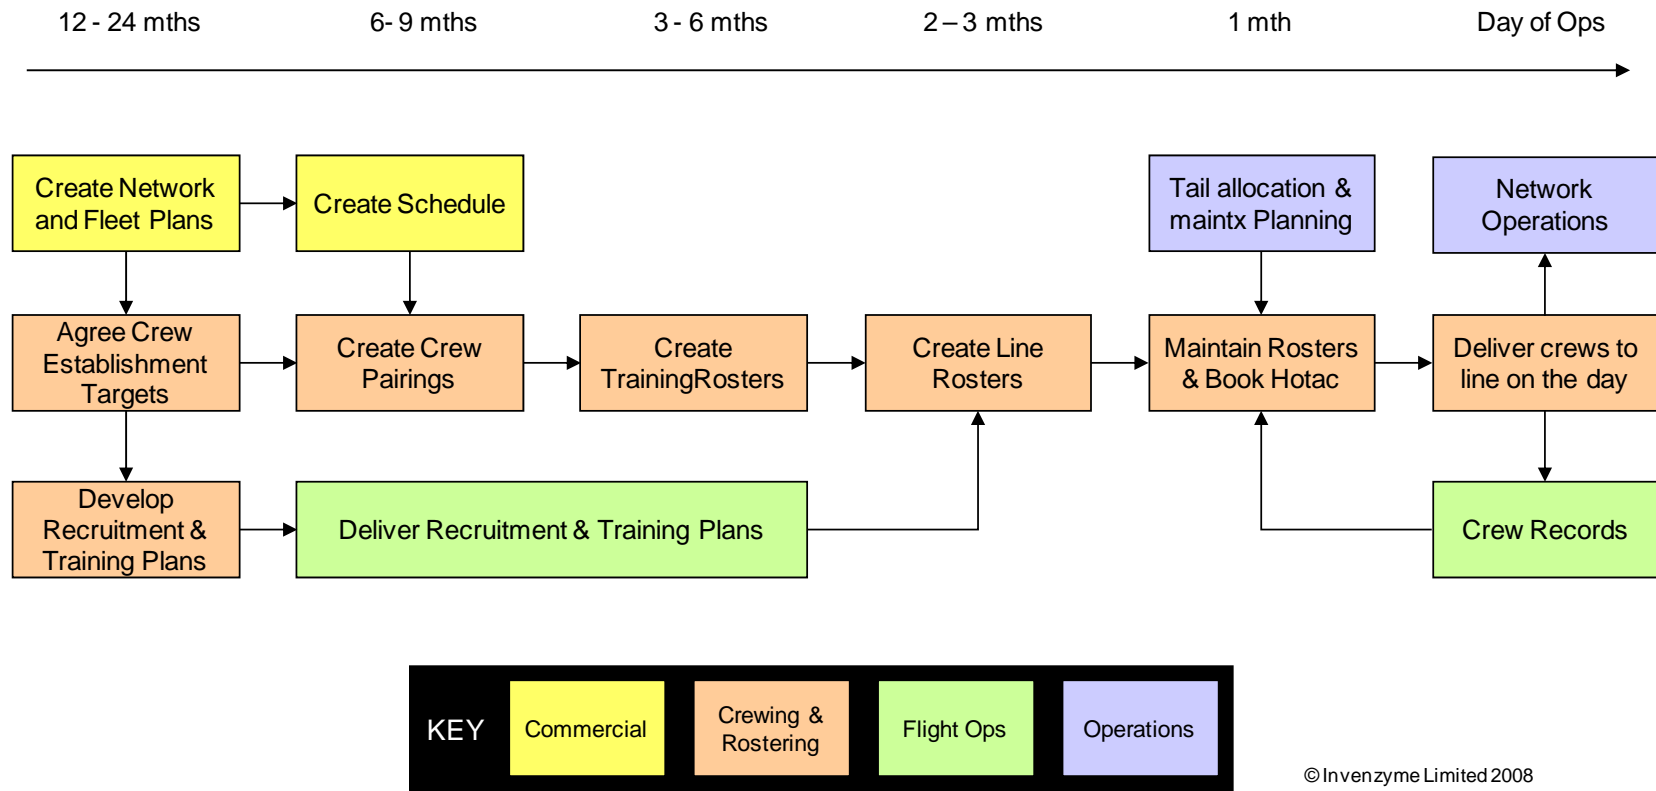 12 - 24 mths
6- 9 mths
3 - 6 mths
2 – 3 mths
1 mth
Day of Ops
Create Network
and Fleet Plans
Create Schedule
Tail allocation &
maintx Planning
Network
Operations
Agree Crew
Establishment
Targets
Create Crew
Pairings
Create
TrainingRosters
Create Line
Rosters
Maintain Rosters
& Book Hotac
Deliver crews to
line on the day
Develop
Recruitment &
Training Plans
Deliver Recruitment & Training Plans
Crew Records
KEY
Commercial
Crewing &
Rostering
Flight Ops
Operations
© Invenzyme Limited 2008